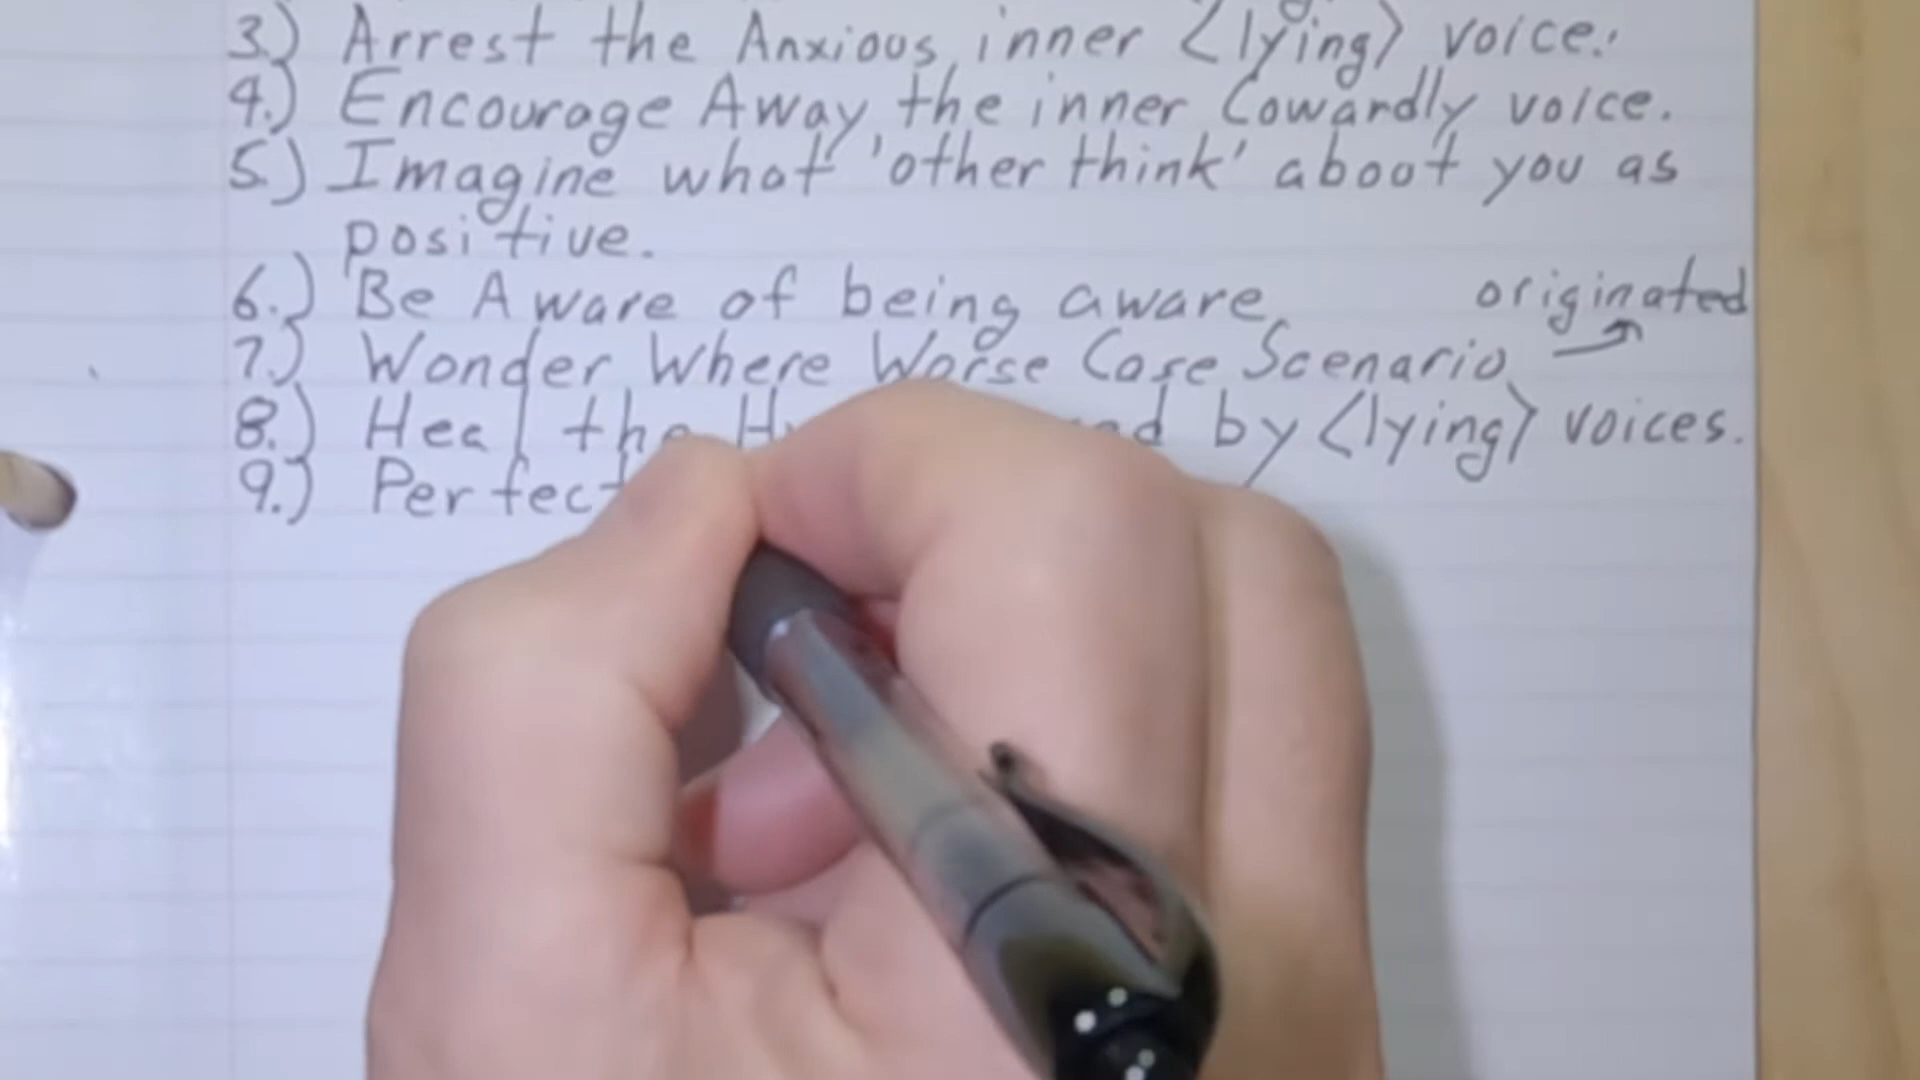 3.) Arrest the Anxious inner <lying> voice.
4.) Encourage Away the inner Cowardly voice.
5.) Imagine what 'other think' about you as
positive.
6.) Be Aware of being aware.
originated
7.) Wonder Where Worse Case Scenario
8.) Heal the by <lying> voices.
9.) Perfect